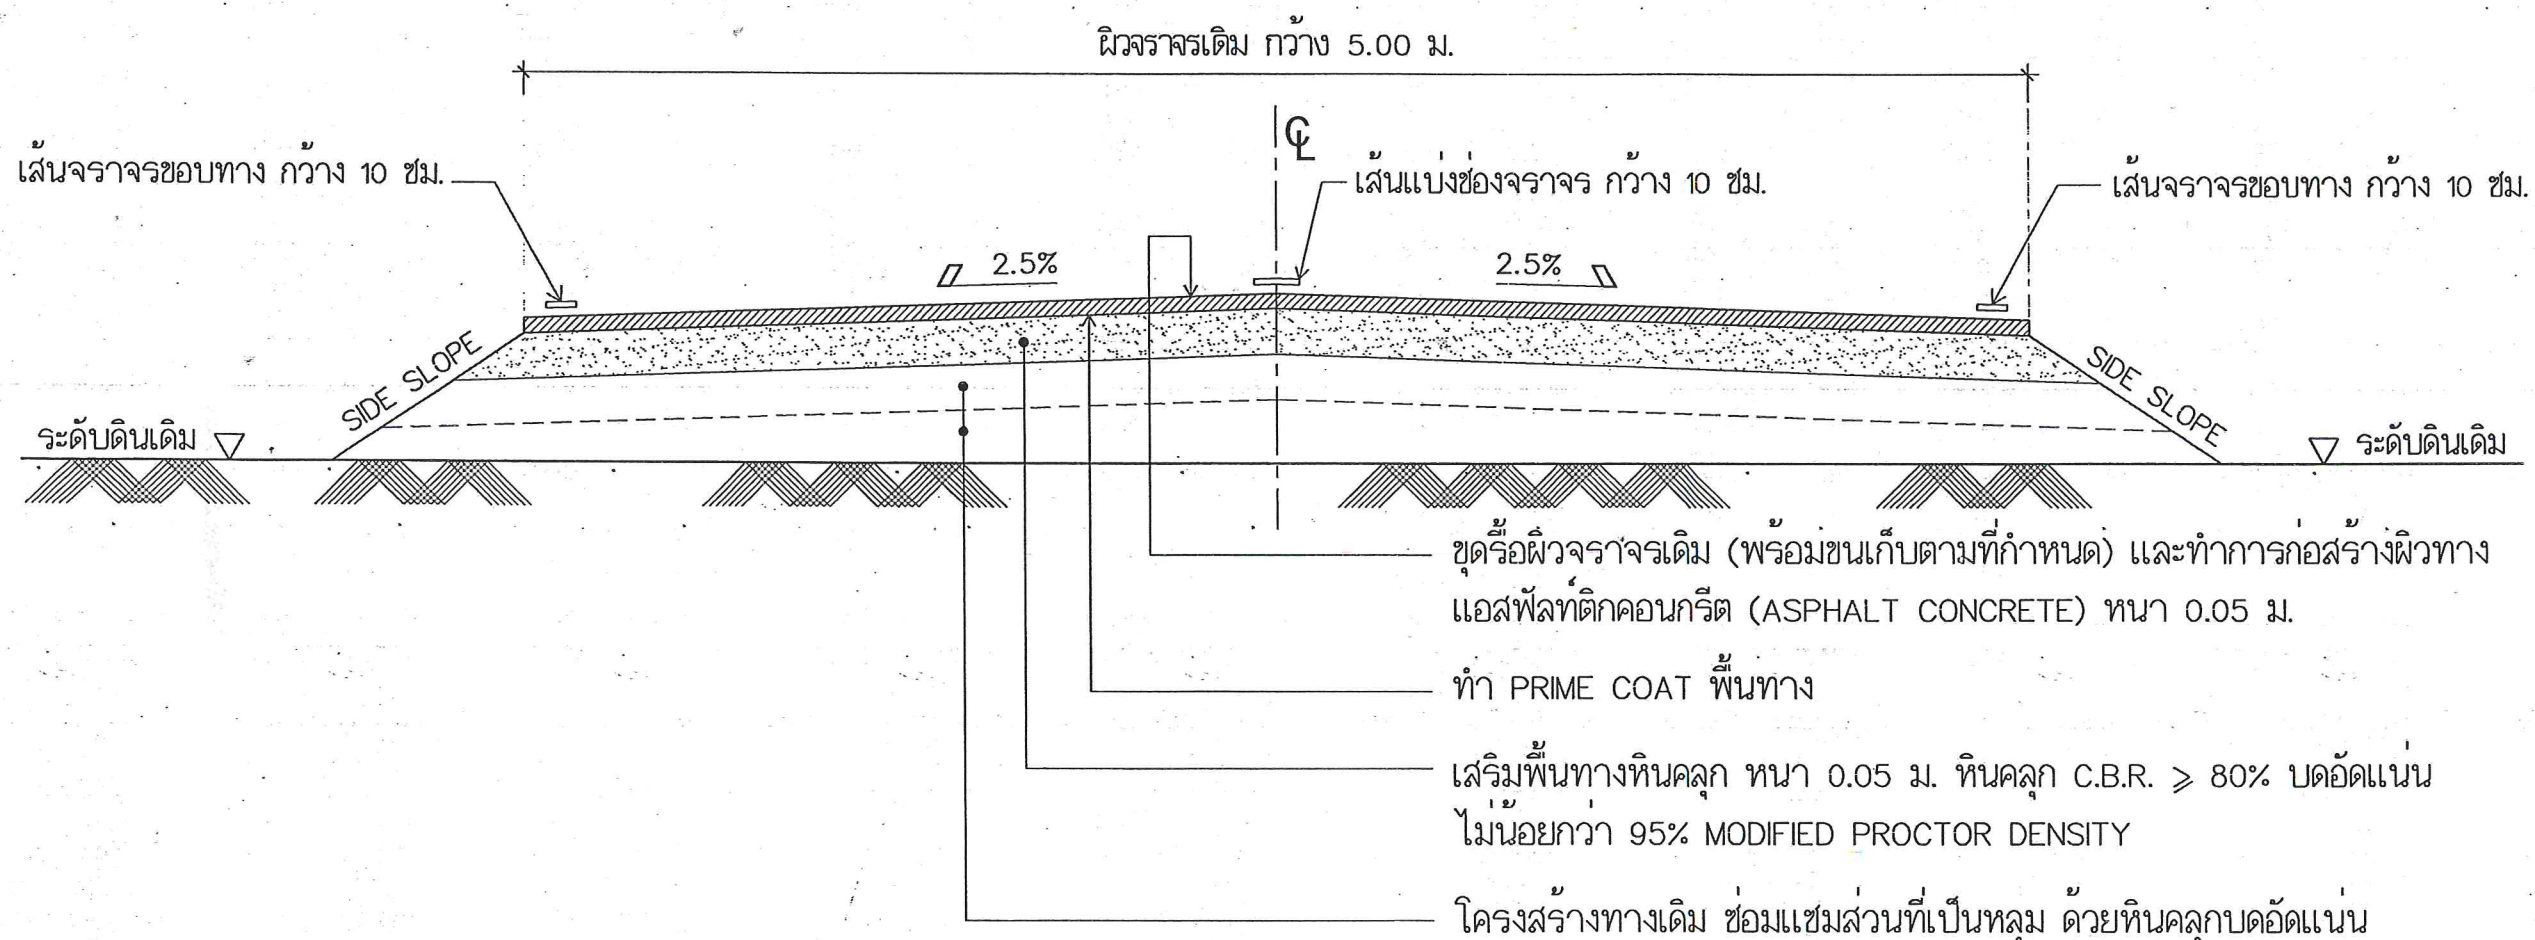 ผิวจราจรเดิม กว้าง 5.00 ม.
℄
เส้นจราจรขอบทาง กว้าง 10 ซม.
เส้นแบ่งช่องจราจร กว้าง 10 ซม.
เส้นจราจรขอบทาง กว้าง 10 ซม.
2.5%
2.5%
SIDE SLOPE
SIDE SLOPE
ระดับดินเดิม
ระดับดินเดิม
ขุดรื้อผิวจราจรเดิม (พร้อมขนเก็บตามที่กำหนด) และทำการก่อสร้างผิวทาง
แอสฟัลท์ติกคอนกรีต (ASPHALT CONCRETE) หนา 0.05 ม.
ทำ PRIME COAT พื้นทาง
เสริมพื้นทางหินคลุก หนา 0.05 ม. หินคลุก C.B.R. ⩾ 80% บดอัดแน่น
ไม่น้อยกว่า 95% MODIFIED PROCTOR DENSITY
โครงสร้างทางเดิม ซ่อมแซมส่วนที่เป็นหลุม ด้วยหินคลุกบดอัดแน่น